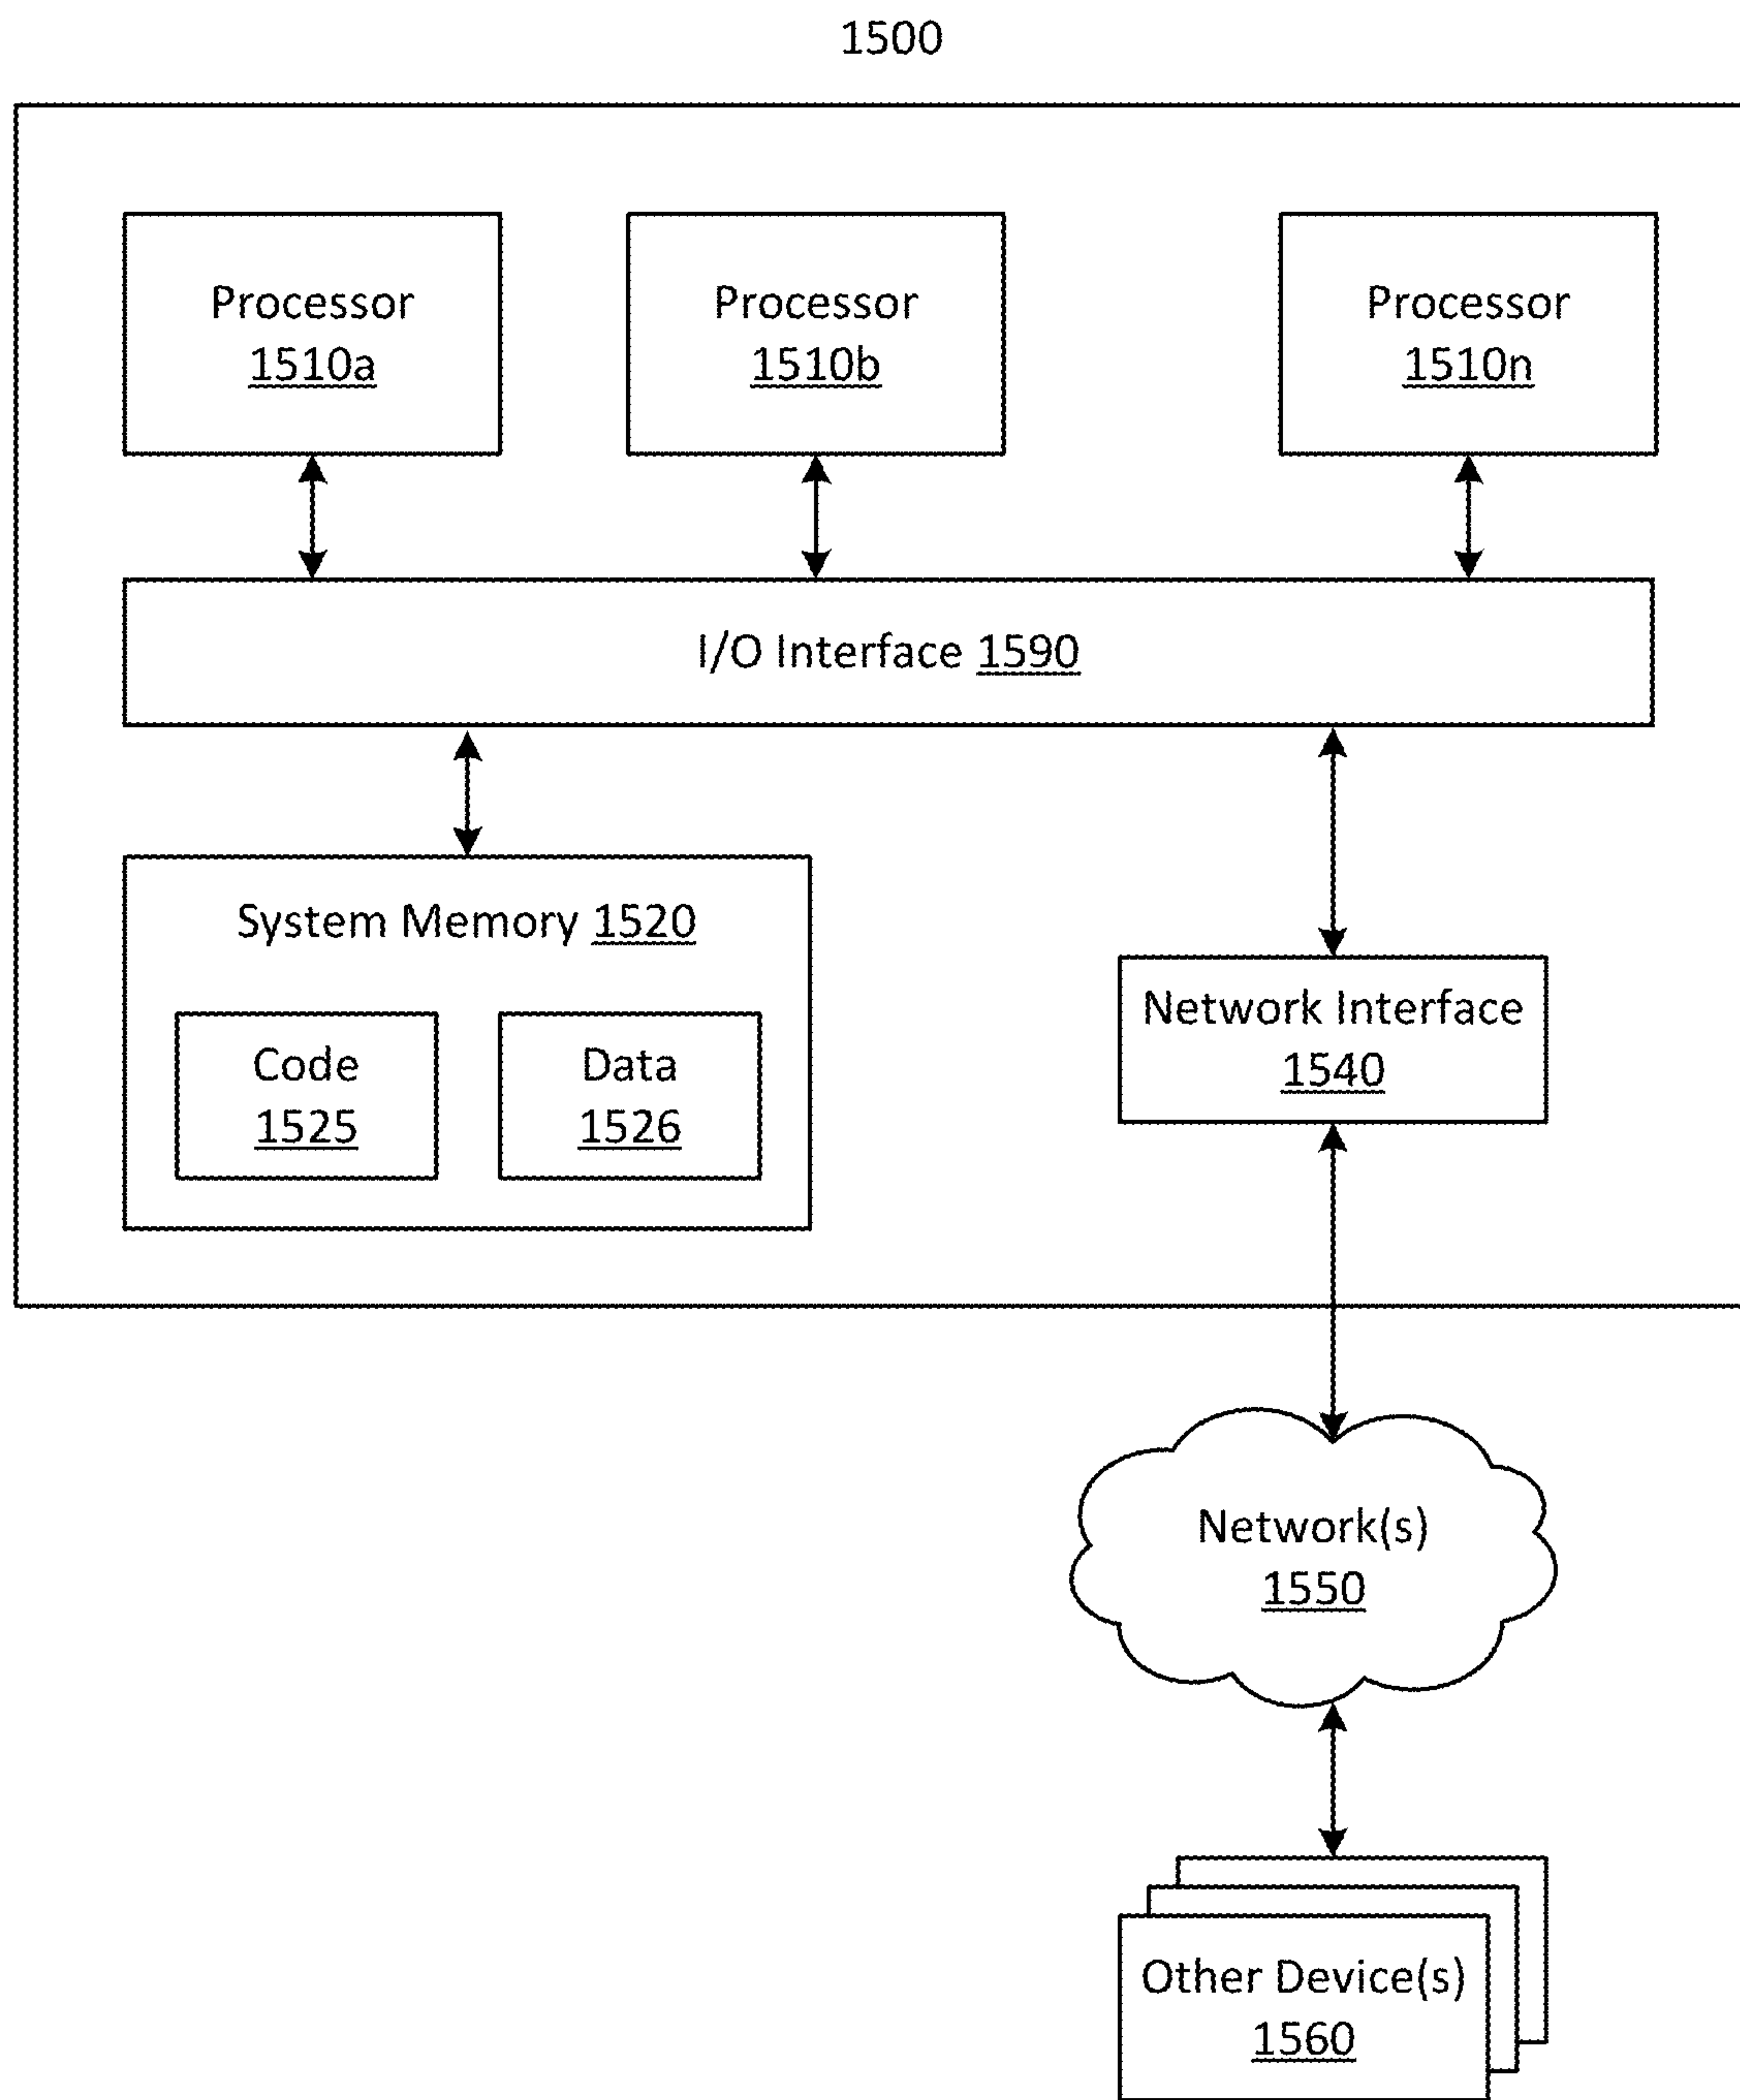 1500
Processor
1510a
Processor
1510b
Processor
1510n
I/O Interface 1590
System Memory 1520
Code
1525
Data
1526
Network Interface
1540
Network(s)
1550
Other Device(s)
1560